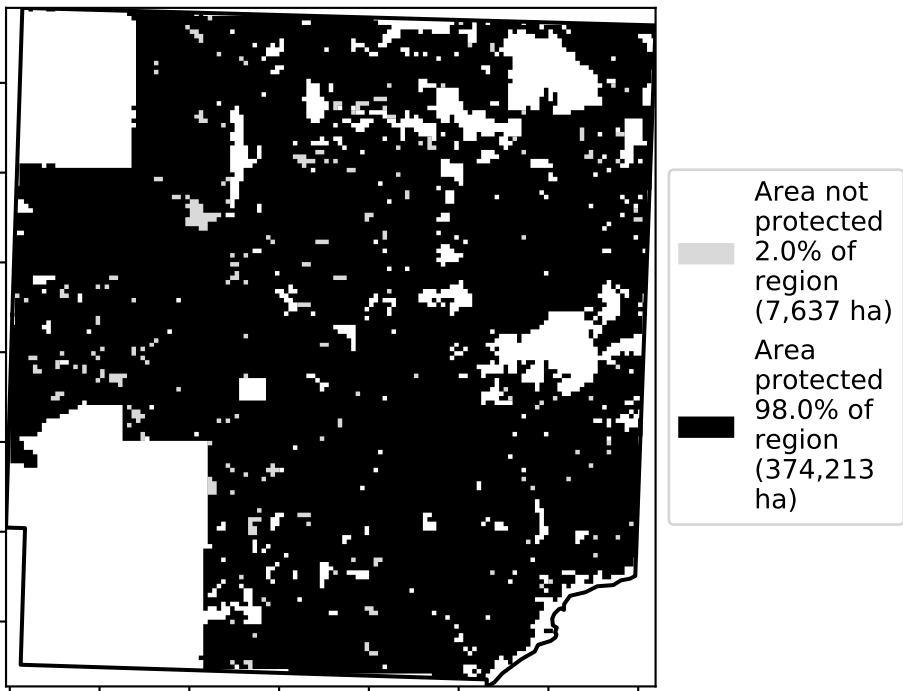 Area not
protected
2.0% of
region
(7,637 ha)
Area
protected
98.0% of
region
(374,213
ha)